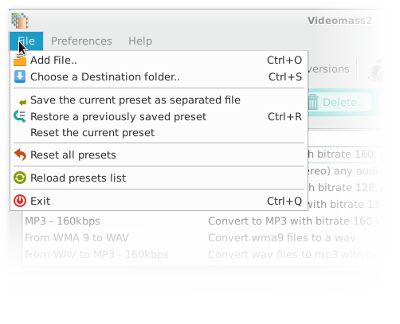 Videomass2
File Preferences Help
Add File.. Ctrl+O
Choose a Destination folder.. Ctrl+S
versions
Save the current preset as separated file
Delete..
Restore a previously saved preset Ctrl+R
Reset the current preset
Reset all presets
h bitrate 160,
ereo) any audi
Reload presets list
h bitrate 128,
Exit Ctrl+Q
with bitrate 11
MP3 - 160kbps Convert to MP3 with bitrate 160
From WMA 9 to WAV Convert wma9 files to a wav
From WAV to MP3 - 160kbps Convert wav files to mp3 with